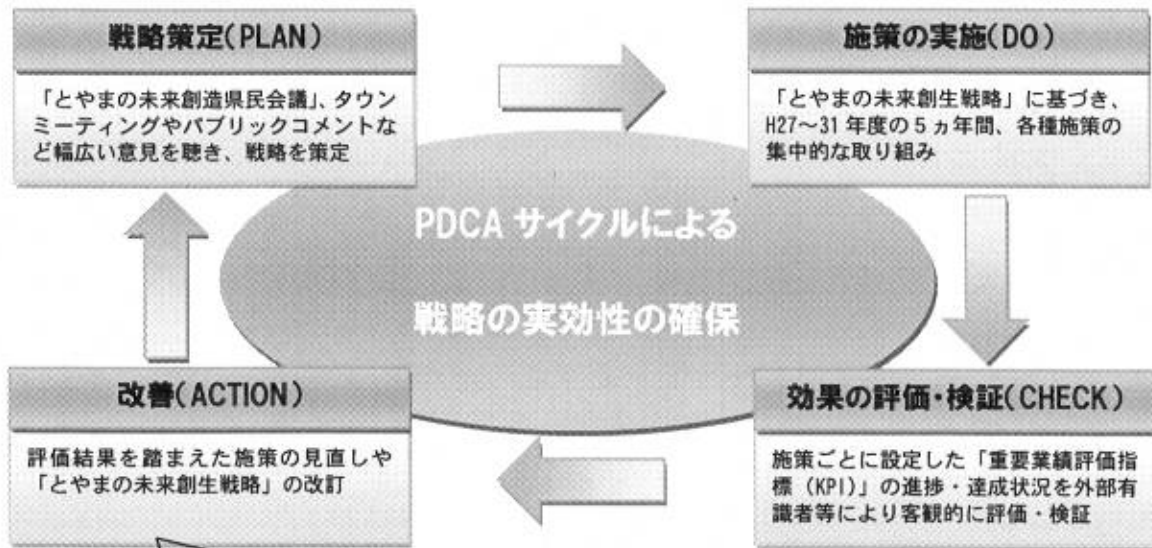 戦略策定(PLAN)
「とやまの未来創造県民会議」、タウン
ミーティングやパブリックコメントな
ど幅広い意見を聴き、戦略を策定
施策の実施(DO)
「とやまの未来創生戦略」に基づき、
H27～31年度の5ヵ年間、各種施策の
集中的な取り組み
PDCAサイクルによる
戦略の実効性の確保
改善(ACTION)
評価結果を踏まえた施策の見直しや
「とやまの未来創生戦略」の改訂
効果の評価・検証(CHECK)
施策ごとに設定した「重要業績評価指
標（KPI)」の進捗・達成状況を外部有
識者等により客観的に評価・検証